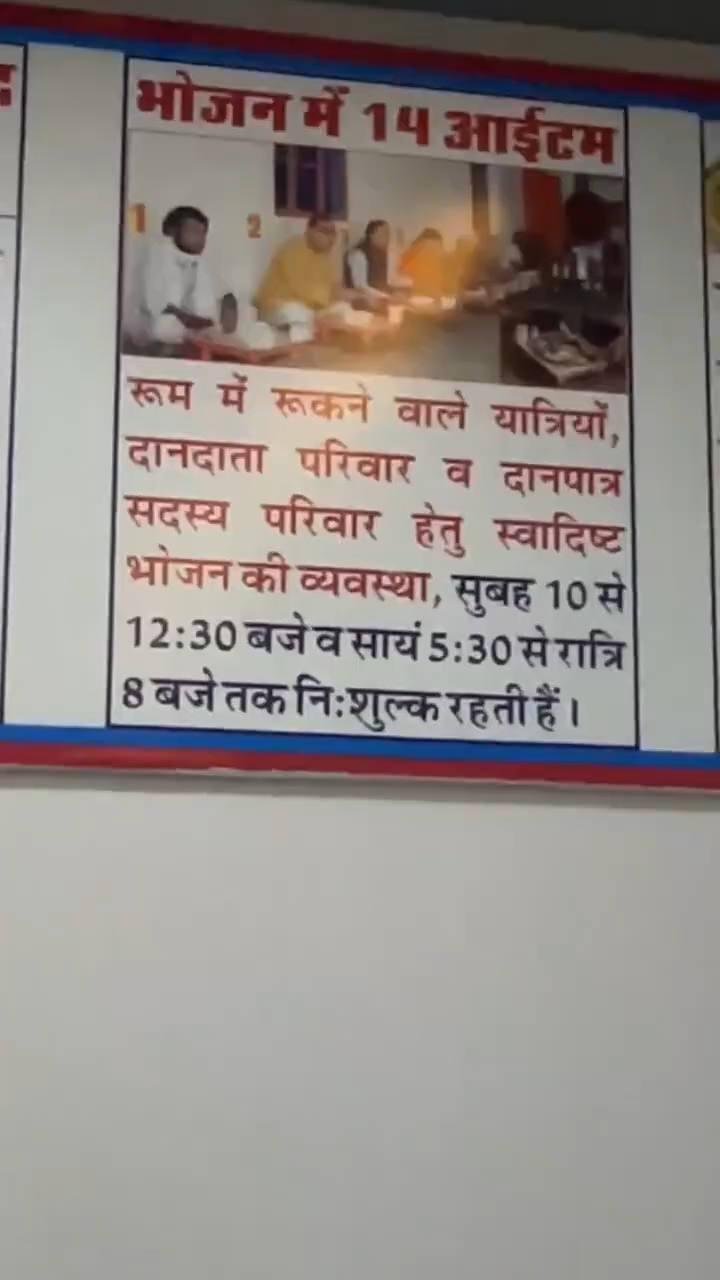 भोजन में 14 आईटम
1
2
रूम में रूकने वाले यात्रियों,
दानदाता परिवार व दानपात्र
सदस्य परिवार हेतु स्वादिष्ट
भोजन की व्यवस्था, सुबह 10 से
12:30 बजे व सायं 5:30 से रात्रि
8 बजे तक नि:शुल्क रहती हैं।